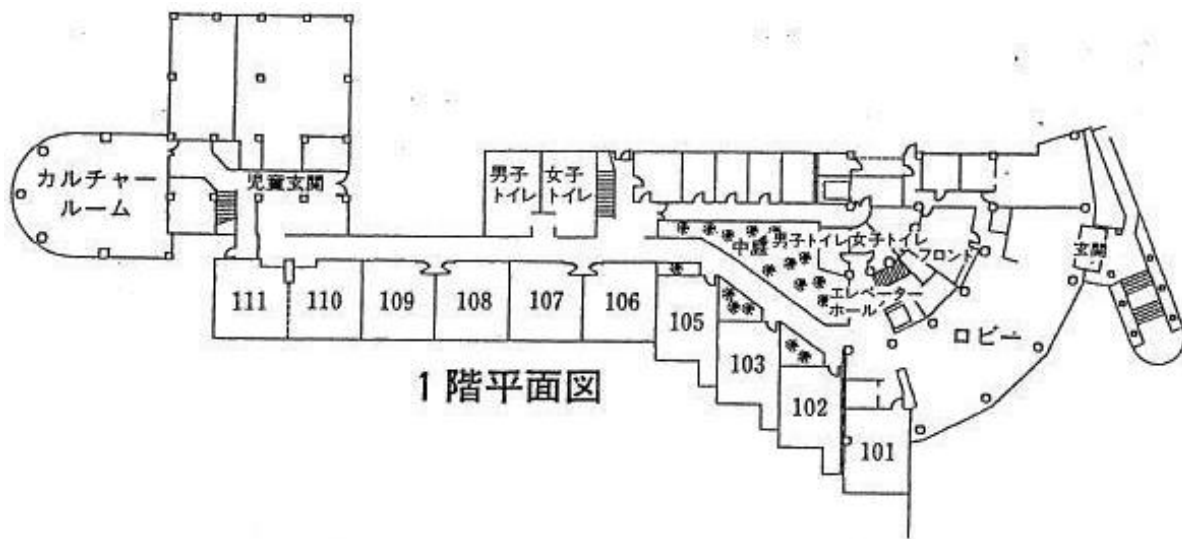 カルチャー
ルーム
児童玄関
男子
トイレ
女子
トイレ
中庭
男子トイレ
女子トイレ
フロント
玄関
エレベーター
ホール
ロビー
111
110
109
108
107
106
105
103
102
101
1階平面図